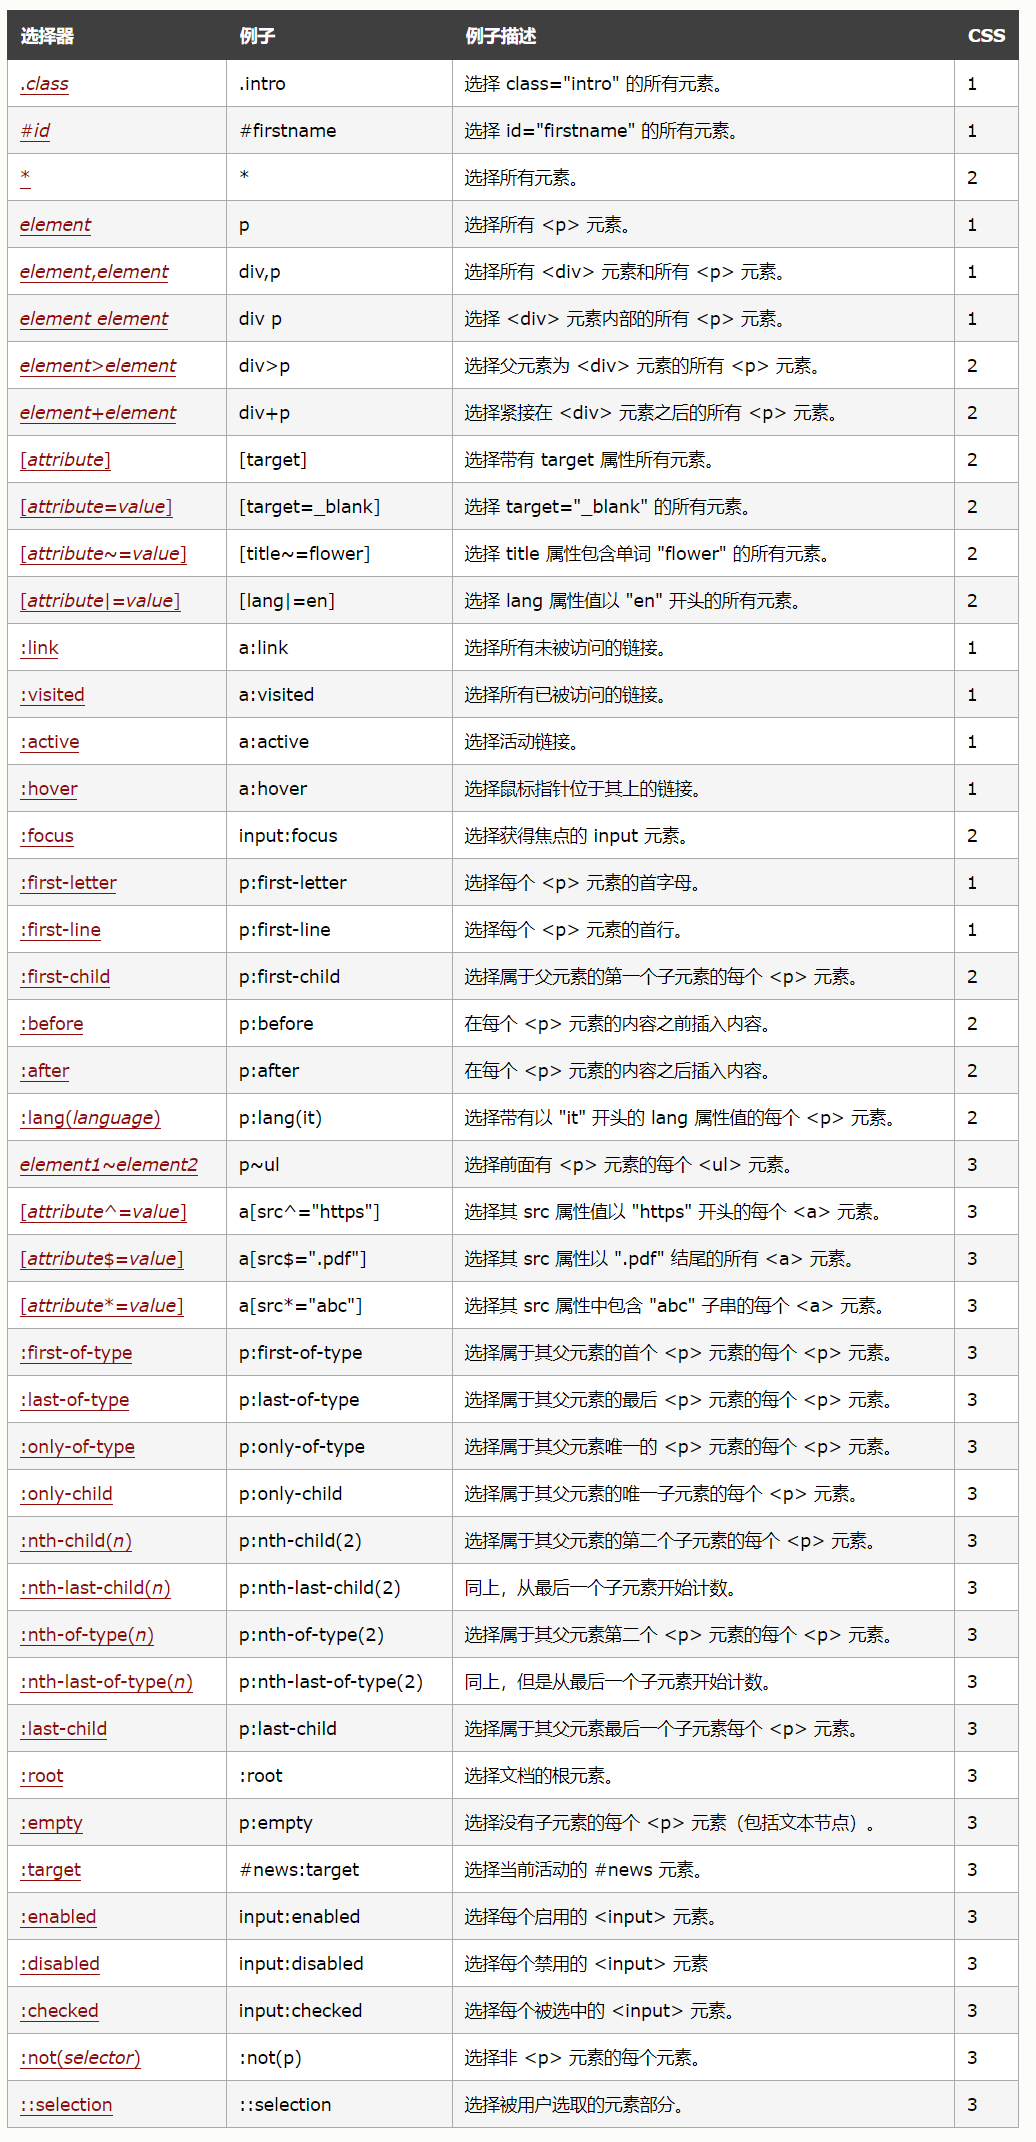 选择器 例子 例子描述 CSS
.class .intro 选择 class="intro" 的所有元素。 1
#id #firstname 选择 id="firstname" 的所有元素。 1
* * 选择所有元素。 2
element p 选择所有 <p> 元素。 1
element,element div,p 选择所有 <div> 元素和所有 <p> 元素。 1
element element div p 选择 <div> 元素内部的所有 <p> 元素。 1
element>element div>p 选择父元素为 <div> 元素的所有 <p> 元素。 2
element+element div+p 选择紧接在 <div> 元素之后的所有 <p> 元素。 2
[attribute] [target] 选择带有 target 属性所有元素。 2
[attribute=value] [target=_blank] 选择 target="_blank" 的所有元素。 2
[attribute~=value] [title~=flower] 选择 title 属性包含单词 "flower" 的所有元素。 2
[attribute|=value] [lang|=en] 选择 lang 属性值以 "en" 开头的所有元素。 2
:link a:link 选择所有未被访问的链接。 1
:visited a:visited 选择所有已被访问的链接。 1
:active a:active 选择活动链接。 1
:hover a:hover 选择鼠标指针位于其上的链接。 1
:focus input:focus 选择获得焦点的 input 元素。 2
:first-letter p:first-letter 选择每个 <p> 元素的首字母。 1
:first-line p:first-line 选择每个 <p> 元素的首行。 1
:first-child p:first-child 选择属于父元素的第一个子元素的每个 <p> 元素。 2
:before p:before 在每个 <p> 元素的内容之前插入内容。 2
:after p:after 在每个 <p> 元素的内容之后插入内容。 2
:lang(language) p:lang(it) 选择带有以 "it" 开头的 lang 属性值的每个 <p> 元素。 2
element1~element2 p~ul 选择前面有 <p> 元素的每个 <ul> 元素。 3
[attribute^=value] a[src^="https"] 选择其 src 属性值以 "https" 开头的每个 <a> 元素。 3
[attribute$=value] a[src$=".pdf"] 选择其 src 属性以 ".pdf" 结尾的所有 <a> 元素。 3
[attribute*=value] a[src*="abc"] 选择其 src 属性中包含 "abc" 子串的每个 <a> 元素。 3
:first-of-type p:first-of-type 选择属于其父元素的首个 <p> 元素的每个 <p> 元素。 3
:last-of-type p:last-of-type 选择属于其父元素的最后 <p> 元素的每个 <p> 元素。 3
:only-of-type p:only-of-type 选择属于其父元素唯一的 <p> 元素的每个 <p> 元素。 3
:only-child p:only-child 选择属于其父元素的唯一子元素的每个 <p> 元素。 3
:nth-child(n) p:nth-child(2) 选择属于其父元素的第二个子元素的每个 <p> 元素。 3
:nth-last-child(n) p:nth-last-child(2) 同上，从最后一个子元素开始计数。 3
:nth-of-type(n) p:nth-of-type(2) 选择属于其父元素第二个 <p> 元素的每个 <p> 元素。 3
:nth-last-of-type(n) p:nth-last-of-type(2) 同上，但是从最后一个子元素开始计数。 3
:last-child p:last-child 选择属于其父元素最后一个子元素每个 <p> 元素。 3
:root :root 选择文档的根元素。 3
:empty p:empty 选择没有子元素的每个 <p> 元素（包括文本节点）。 3
:target #news:target 选择当前活动的 #news 元素。 3
:enabled input:enabled 选择每个启用的 <input> 元素。 3
:disabled input:disabled 选择每个禁用的 <input> 元素 3
:checked input:checked 选择每个被选中的 <input> 元素。 3
:not(selector) :not(p) 选择非 <p> 元素的每个元素。 3
::selection ::selection 选择被用户选取的元素部分。 3